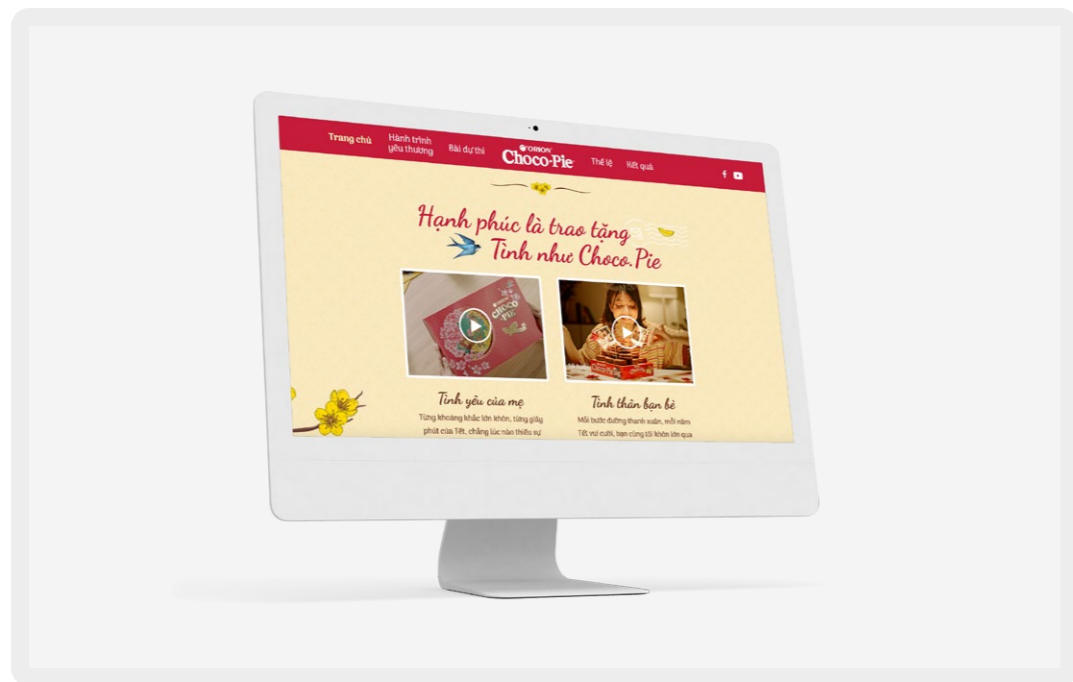 Trang chủ
Hành trình
yêu thương
Bài dự thi
ORION
Choco·Pie
Thể lệ
Kết quả
Hạnh phúc là trao tặng
Tình như Choco.Pie
CHOCO
PIE
Choco·Pie
Tình yêu của mẹ
Từng khoảng khắc lớn khôn, từng giây
phút của Tết, chẳng lúc nào thiếu sự
Tình thân bạn bè
Mỗi bước đường thanh xuân, mỗi năm
Tết vui cười, bạn cùng tôi khôn lớn qua